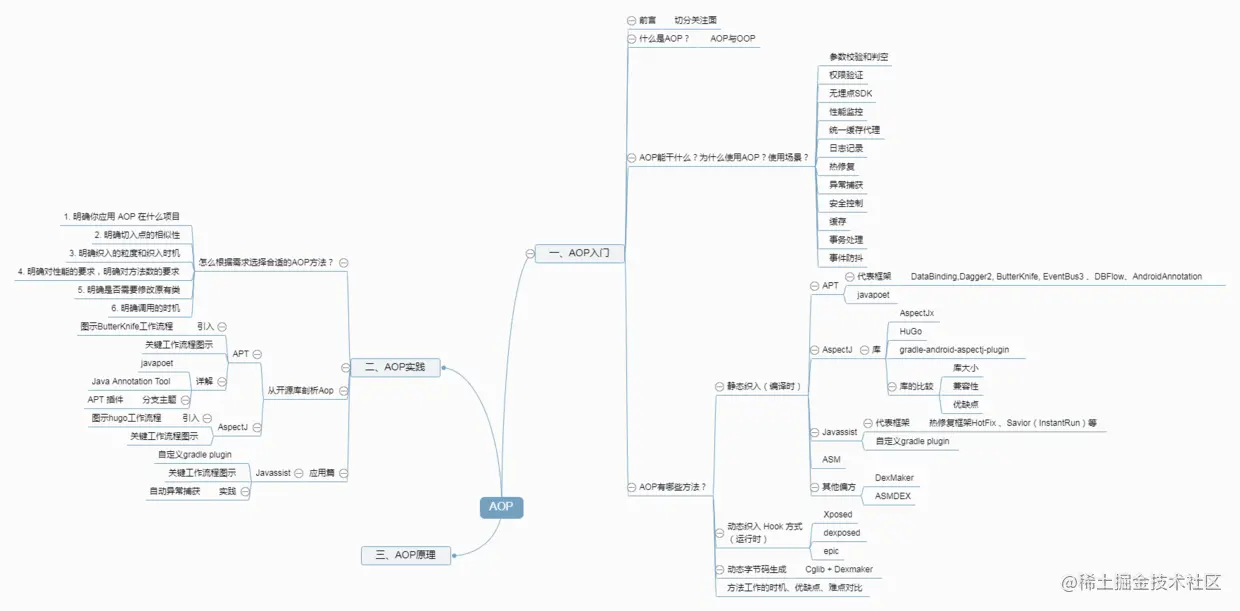 AOP
一、AOP入门
前言
切分关注面
什么是AOP？
AOP与OOP
AOP能干什么？为什么使用AOP？使用场景？
参数校验和判空
权限验证
无埋点SDK
性能监控
统一缓存代理
日志记录
热修复
异常捕获
安全控制
缓存
事务处理
事件防抖
AOP有哪些方法？
静态织入（编译时）
APT
代表框架
DataBinding,Dagger2, ButterKnife, EventBus3 、DBFlow、AndroidAnnotation
javapoet
AspectJ
库
AspectJx
HuGo
gradle-android-aspectj-plugin
库的比较
库大小
兼容性
优缺点
Javassist
代表框架
热修复框架HotFix 、Savior（InstantRun）等
自定义gradle plugin
ASM
其他偏方
DexMaker
ASMDEX
动态织入 Hook 方式
（运行时）
Xposed
dexposed
epic
动态字节码生成
Cglib + Dexmaker
方法工作的时机、优缺点、难点对比
二、AOP实践
怎么根据需求选择合适的AOP方法？
1. 明确你应用 AOP 在什么项目
2. 明确切入点的相似性
3. 明确织入的粒度和织入时机
4. 明确对性能的要求，明确对方法数的要求
5. 明确是否需要修改原有类
6. 明确调用的时机
从开源库剖析Aop
APT
引入
图示ButterKnife工作流程
关键工作流程图示
详解
javapoet
Java Annotation Tool
分支主题
APT 插件
AspectJ
引入
图示hugo工作流程
关键工作流程图示
应用篇
Javassist
自定义gradle plugin
关键工作流程图示
实践
自动异常捕获
三、AOP原理
@稀土掘金技术社区